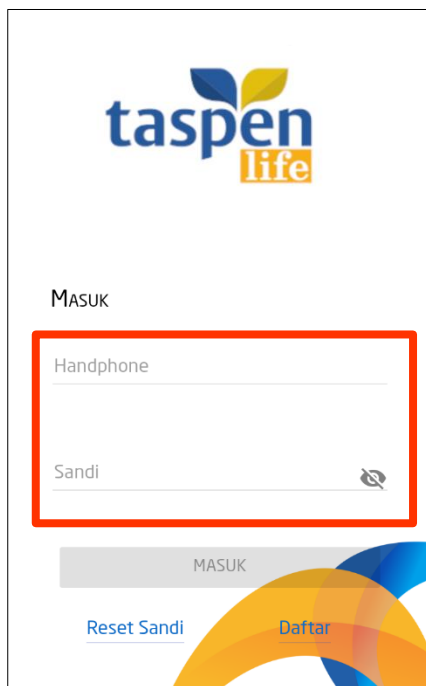 taspen
life
Masuk
Handphone
Sandi
MASUK
Reset Sandi
Daftar